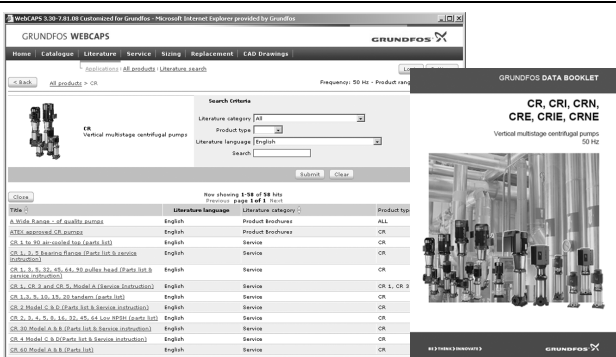 WebCAPS 3.30-7.81.08 Customized for Grundfos - Microsoft Internet Explorer provided by Grundfos
GRUNDFOS WEBCAPS
GRUNDFOS
Home Catalogue Literature Service Sizing Replacement CAD Drawings
Applications All products Literature search
< Back All products > CR
Frequency: 50 Hz - Product rang
CR
Vertical multistage centrifugal pumps
Search Criteria
Literature category All
Product type
Literature language English
Search
Submit Clear
Close
Row showing 1-58 of 58 hits
Previous page 1 of 1 Next
Title Literature language Literature category Product typ
A Wide Range - of quality pumps English Product Brochures ALL
ATEX approved CR pumps English Product Brochures CR
CR 1 to 90 air-cooled top (parts list) English Service CR
CR 1, 3, 5 Bearing flange (Parts list & service instruction) English Service CR
CR 1, 3, 5, 32, 45, 64, 90 pulley head (Parts list & service instruction) English Service CR
CR 1, CR 3 and CR 5, Model A (Service Instruction) English Service CR 1, CR 3
CR 1,3, 5, 10, 15, 20 tandem (parts list) English Service CR
CR 2 Model C & D (Parts list & Service instruction) English Service CR
CR 2, 3, 4, 5, 8, 16, 32, 45, 64 Low NPSH (parts list) English Service CR
CR 30 Model A & B (Parts list & Service instruction) English Service CR
CR 4 Model C & D(Parts list & Service instruction) English Service CR
CR 60 Model A & B (Parts list) English Service CR
GRUNDFOS DATA BOOKLET
CR, CRI, CRN,
CRE, CRIE, CRNE
Vertical multistage centrifugal pumps
50 Hz
BE > THINK > INNOVATE >
GRUNDFOS